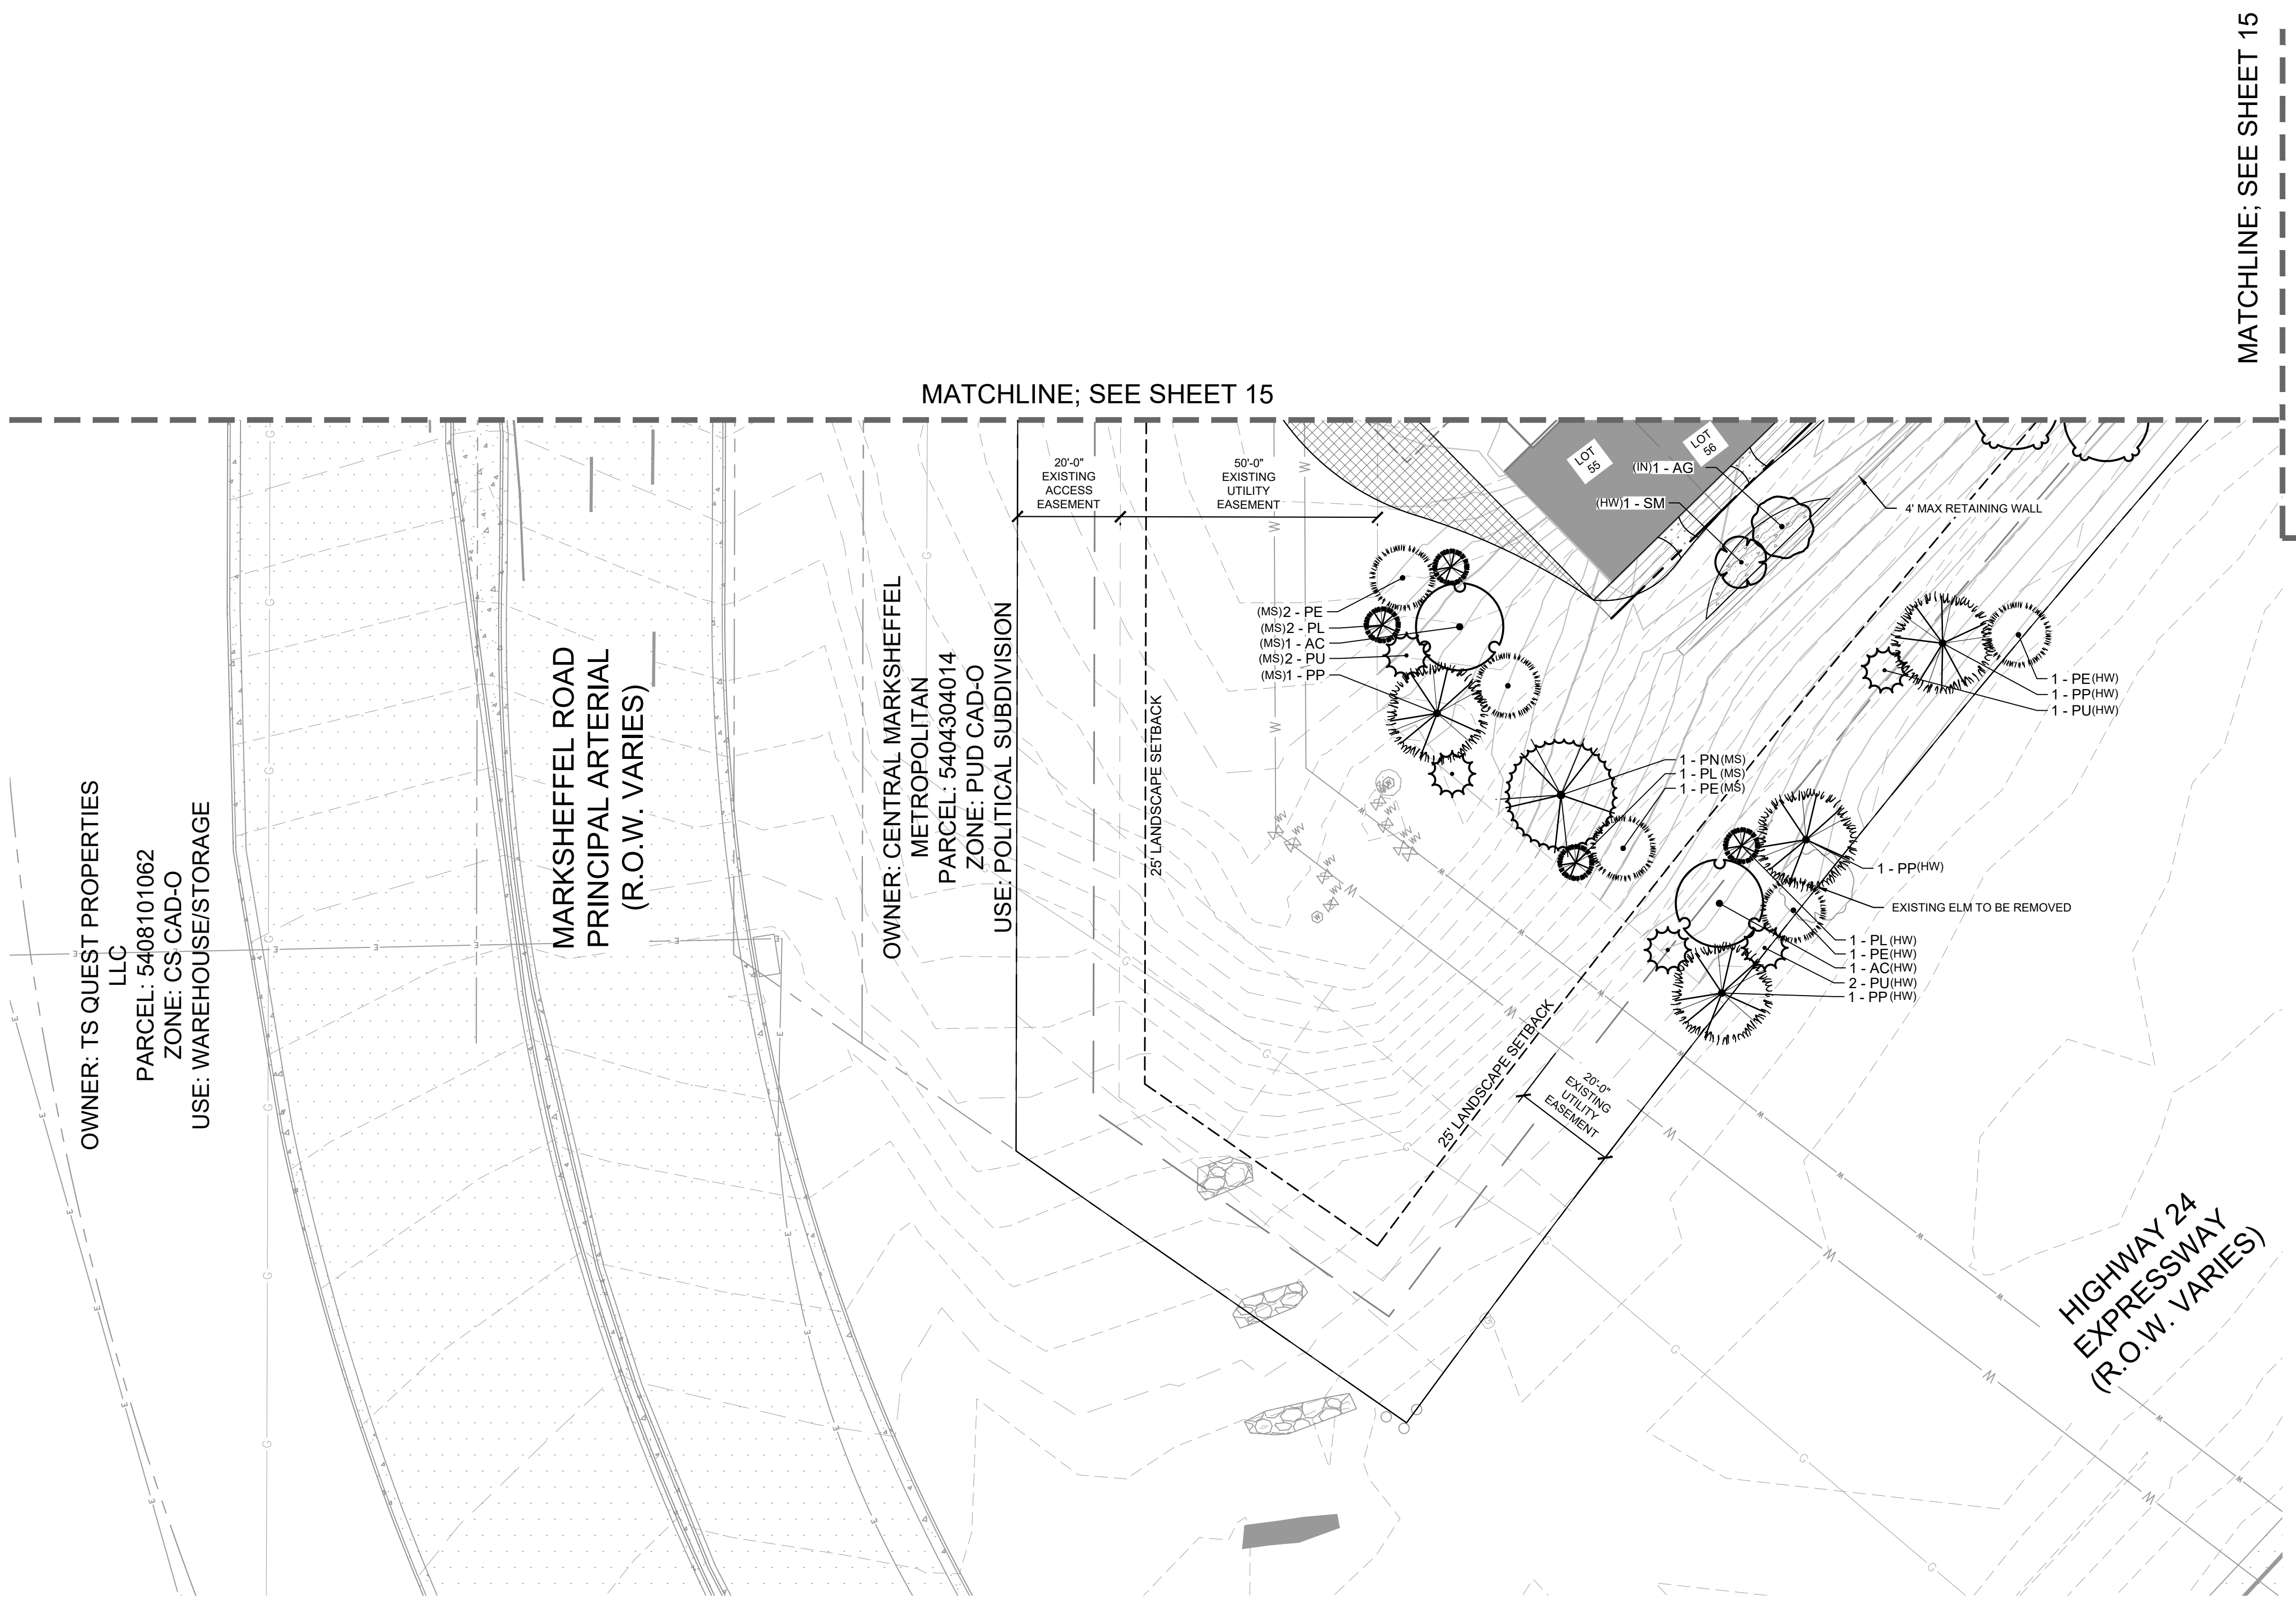 MATCHLINE; SEE SHEET 15
MATCHLINE; SEE SHEET 15
20'-0"
EXISTING
ACCESS
EASEMENT
50'-0"
EXISTING
UTILITY
EASEMENT
LOT
55
LOT
56
(IN)1 - AG
(HW)1 - SM
4' MAX RETAINING WALL
(MS)2 - PE
(MS)2 - PL
(MS)1 - AC
(MS)2 - PU
(MS)1 - PP
1 - PE(HW)
1 - PP(HW)
1 - PU(HW)
1 - PN(MS)
1 - PL (MS)
1 - PE(MS)
1 - PP(HW)
EXISTING ELM TO BE REMOVED
1 - PL (HW)
1 - PE(HW)
1 - AC(HW)
2 - PU(HW)
1 - PP (HW)
OWNER: TS QUEST PROPERTIES
LLC
PARCEL: 5408101062
ZONE: CS CAD-O
USE: WAREHOUSE/STORAGE
MARKSHEFFEL ROAD
PRINCIPAL ARTERIAL
(R.O.W. VARIES)
OWNER: CENTRAL MARKSHEFFEL
METROPOLITAN
PARCEL: 5404304014
ZONE: PUD CAD-O
USE: POLITICAL SUBDIVISION
25' LANDSCAPE SETBACK
25' LANDSCAPE SETBACK
20'-0"
EXISTING
UTILITY
EASEMENT
HIGHWAY 24
EXPRESSWAY
(R.O.W. VARIES)